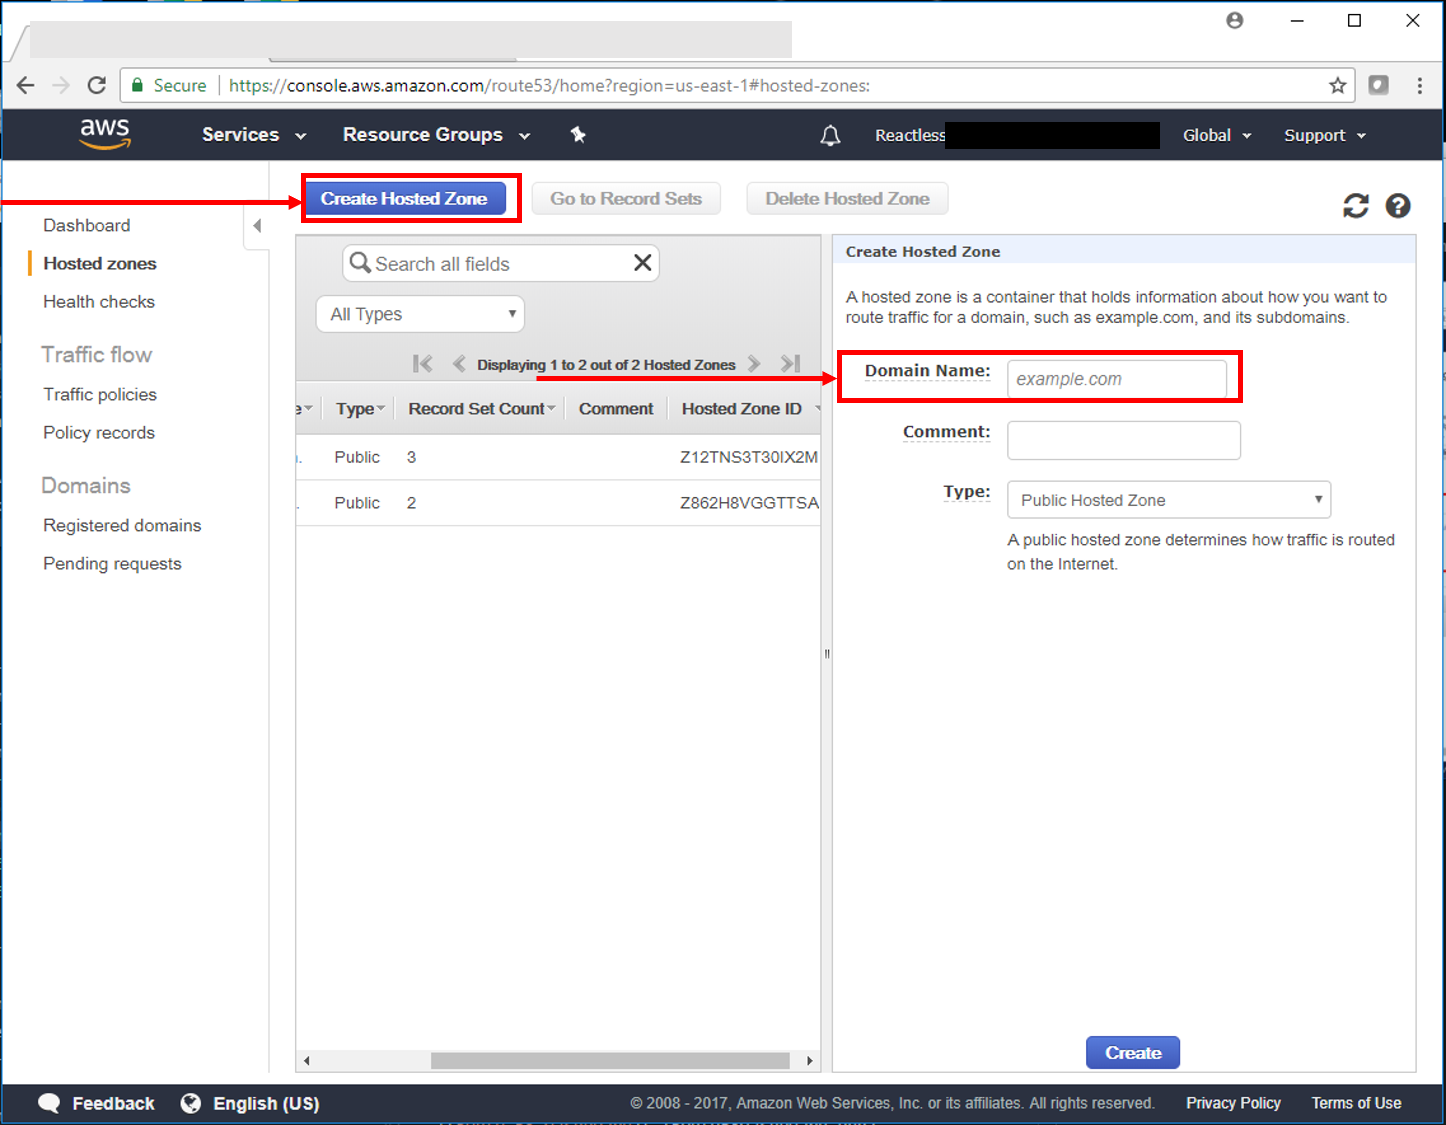 Secure https://console.aws.amazon.com/route53/home?region=us-east-1#hosted-zones:
aws Services Resource Groups Reactless Global Support
Create Hosted Zone Go to Record Sets Delete Hosted Zone
Dashboard
Hosted zones
Health checks
Traffic flow
Traffic policies
Policy records
Domains
Registered domains
Pending requests
Search all fields
All Types
Displaying 1 to 2 out of 2 Hosted Zones
e Type Record Set Count Comment Hosted Zone ID
Public 3 Z12TNS3T30IX2M
Public 2 Z862H8VGGTTSA
Create Hosted Zone
A hosted zone is a container that holds information about how you want to
route traffic for a domain, such as example.com, and its subdomains.
Domain Name: example.com
Comment:
Type: Public Hosted Zone
A public hosted zone determines how traffic is routed
on the Internet.
Create
Feedback English (US) © 2008 - 2017, Amazon Web Services, Inc. or its affiliates. All rights reserved. Privacy Policy Terms of Use